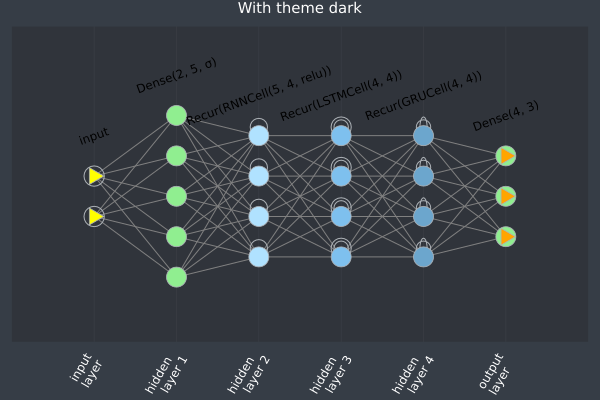 With theme dark
input
Dense(2, 5, σ)
Recur(RNNCell(5, 4, relu))
Recur(LSTMCell(4, 4))
Recur(GRUCell(4, 4))
Dense(4, 3)
input
layer
hidden
layer 1
hidden
layer 2
hidden
layer 3
hidden
layer 4
output
layer